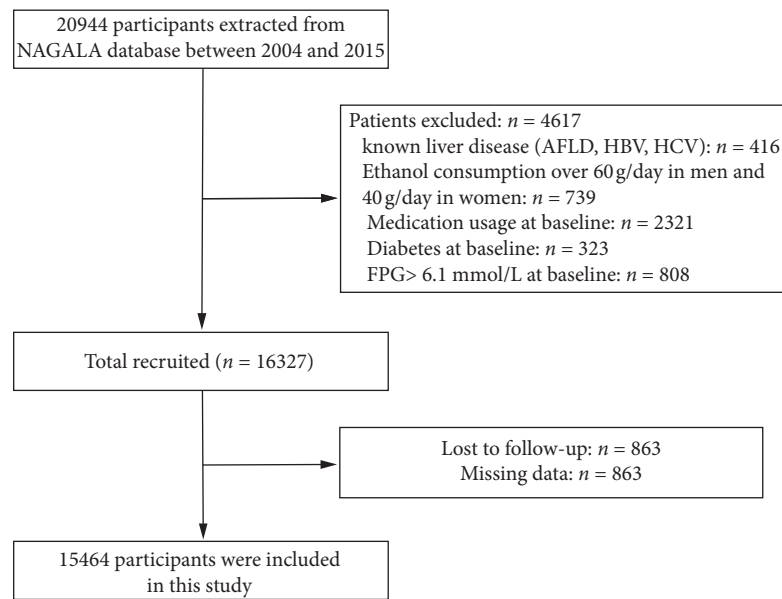 20944 participants extracted from
NAGALA database between 2004 and 2015
Patients excluded: n = 4617
known liver disease (AFLD, HBV, HCV): n = 416
Ethanol consumption over 60 g/day in men and
40 g/day in women: n = 739
Medication usage at baseline: n = 2321
Diabetes at baseline: n = 323
FPG> 6.1 mmol/L at baseline: n = 808
Total recruited (n = 16327)
Lost to follow-up: n = 863
Missing data: n = 863
15464 participants were included
in this study